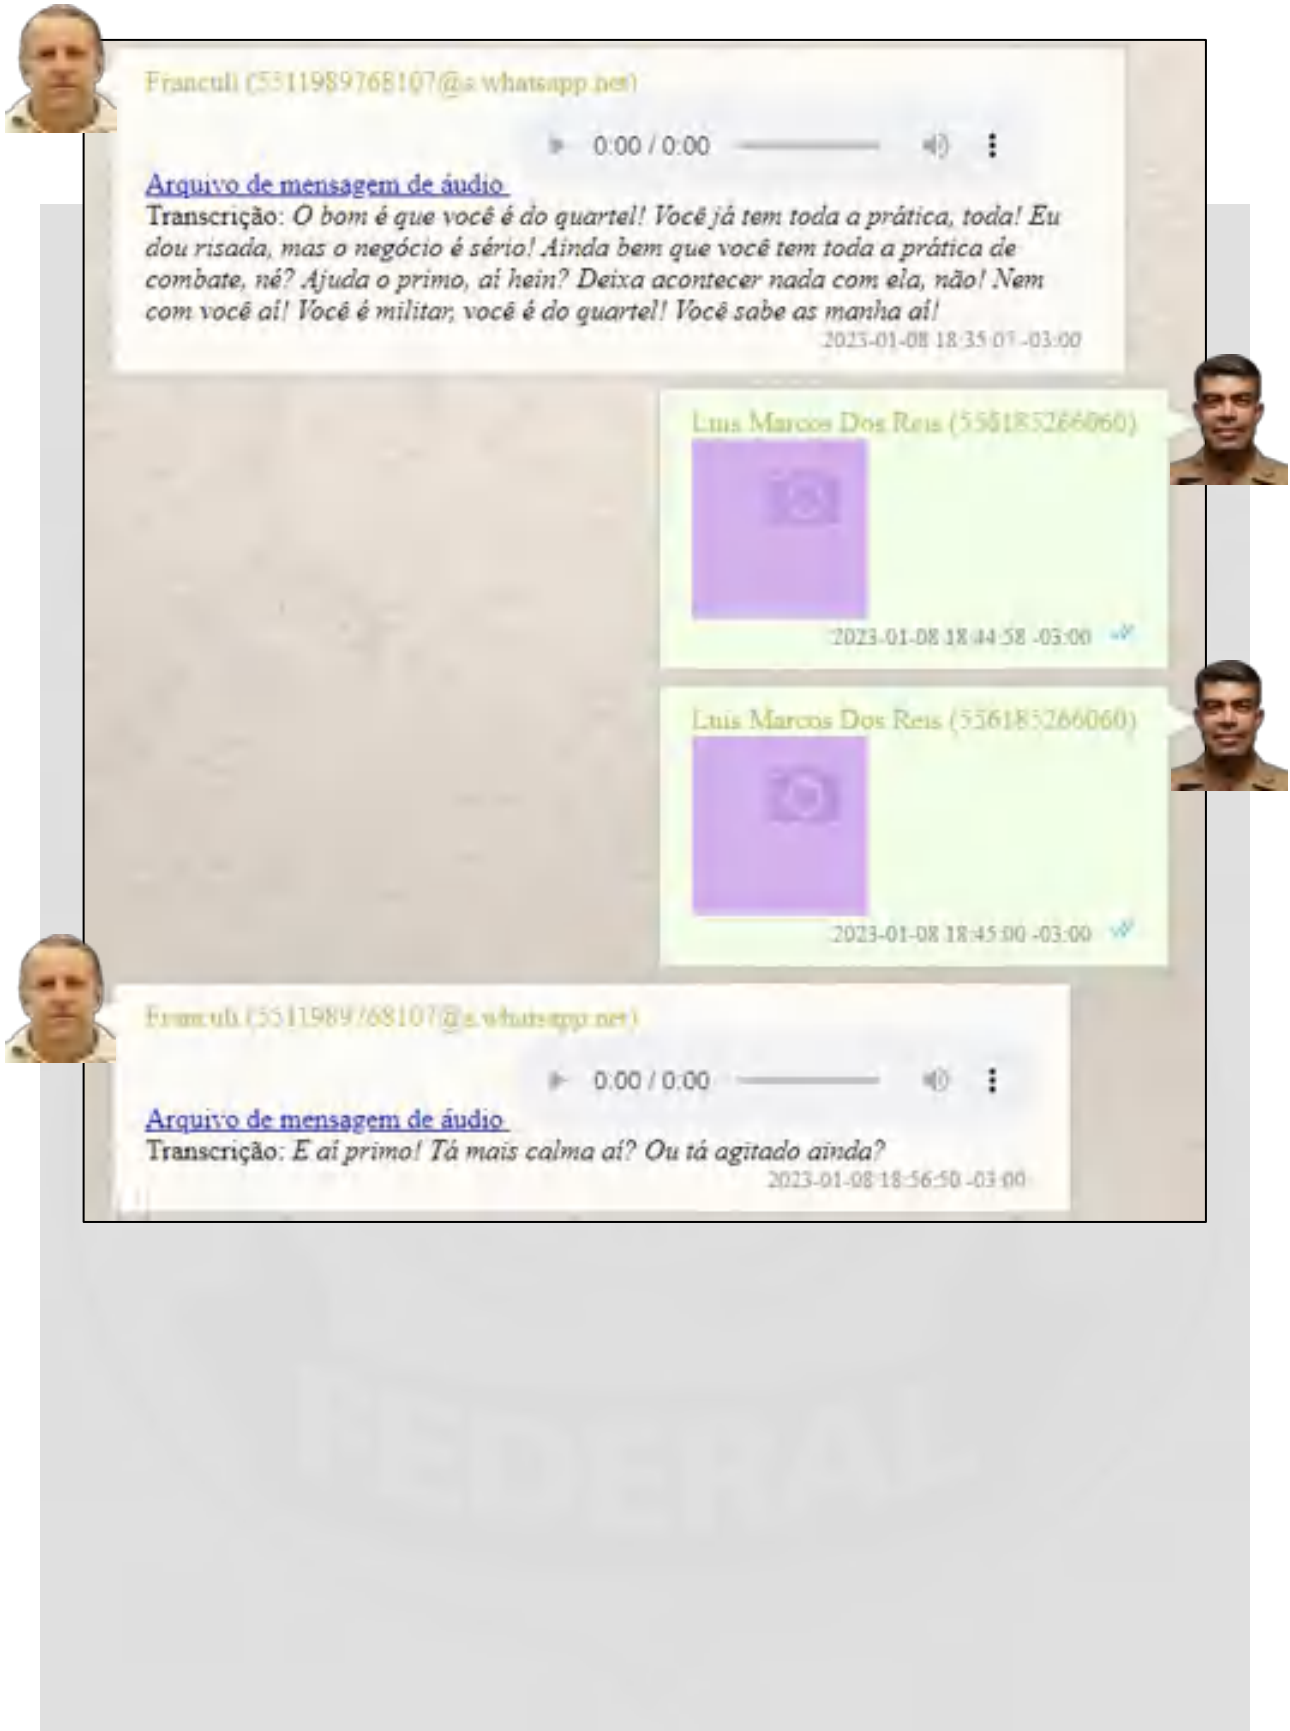 Franculi (5511989768107@s.whatsapp.net)
0:00 / 0:00
Arquivo de mensagem de áudio
Transcrição: O bom é que você é do quartel! Você já tem toda a prática, toda! Eu
dou risada, mas o negócio é sério! Ainda bem que você tem toda a prática de
combate, né? Ajuda o primo, aí hein? Deixa acontecer nada com ela, não! Nem
com você aí! Você é militar, você é do quartel! Você sabe as manha aí!
2023-01-08 18:35:07 -03:00
Luis Marcos Dos Reis (556185266060)
2023-01-08 18:44:58 -03:00
Luis Marcos Dos Reis (556185266060)
2023-01-08 18:45:00 -03:00
Franculi (5511989768107@s.whatsapp.net)
0:00 / 0:00
Arquivo de mensagem de áudio
Transcrição: E aí primo! Tá mais calma aí? Ou tá agitado ainda?
2023-01-08 18:56:50 -03:00
FEDERAL